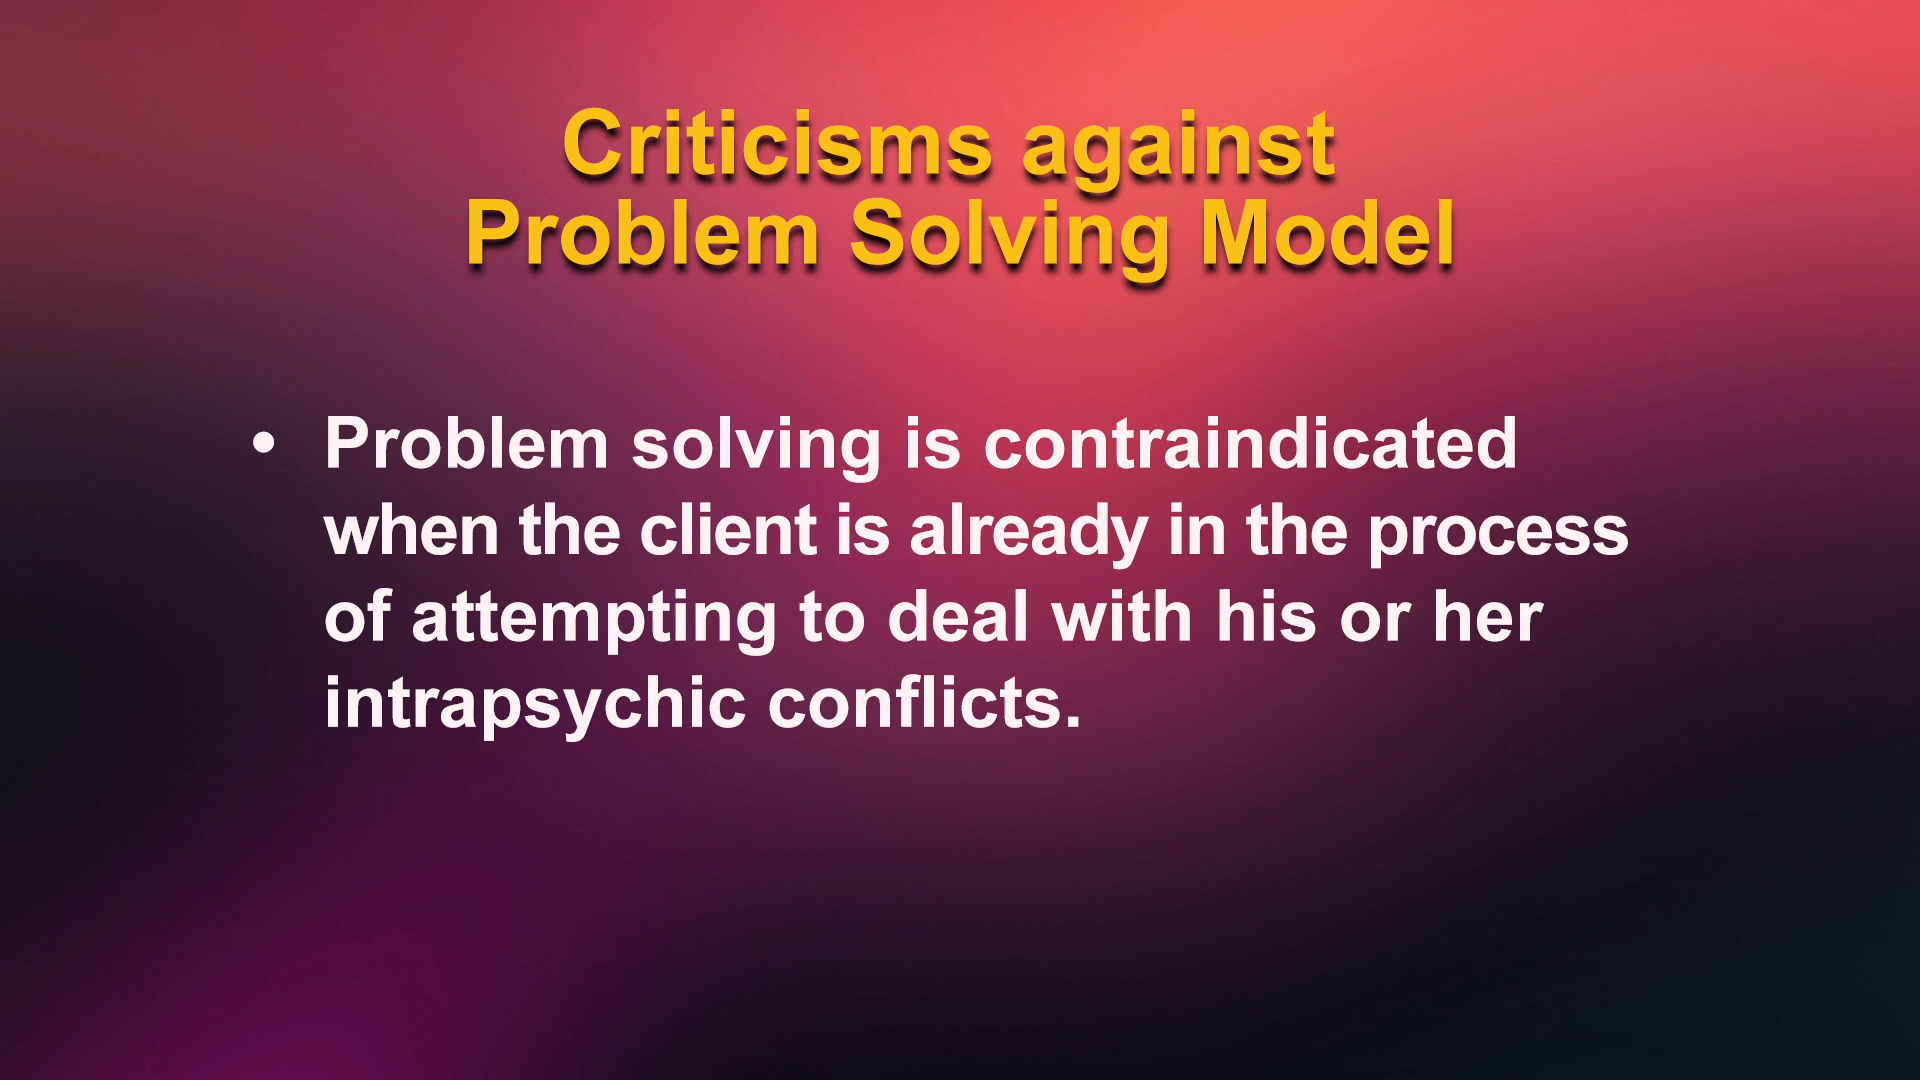 Criticisms against
Problem Solving Model
• Problem solving is contraindicated
when the client is already in the process
of attempting to deal with his or her
intrapsychic conflicts.